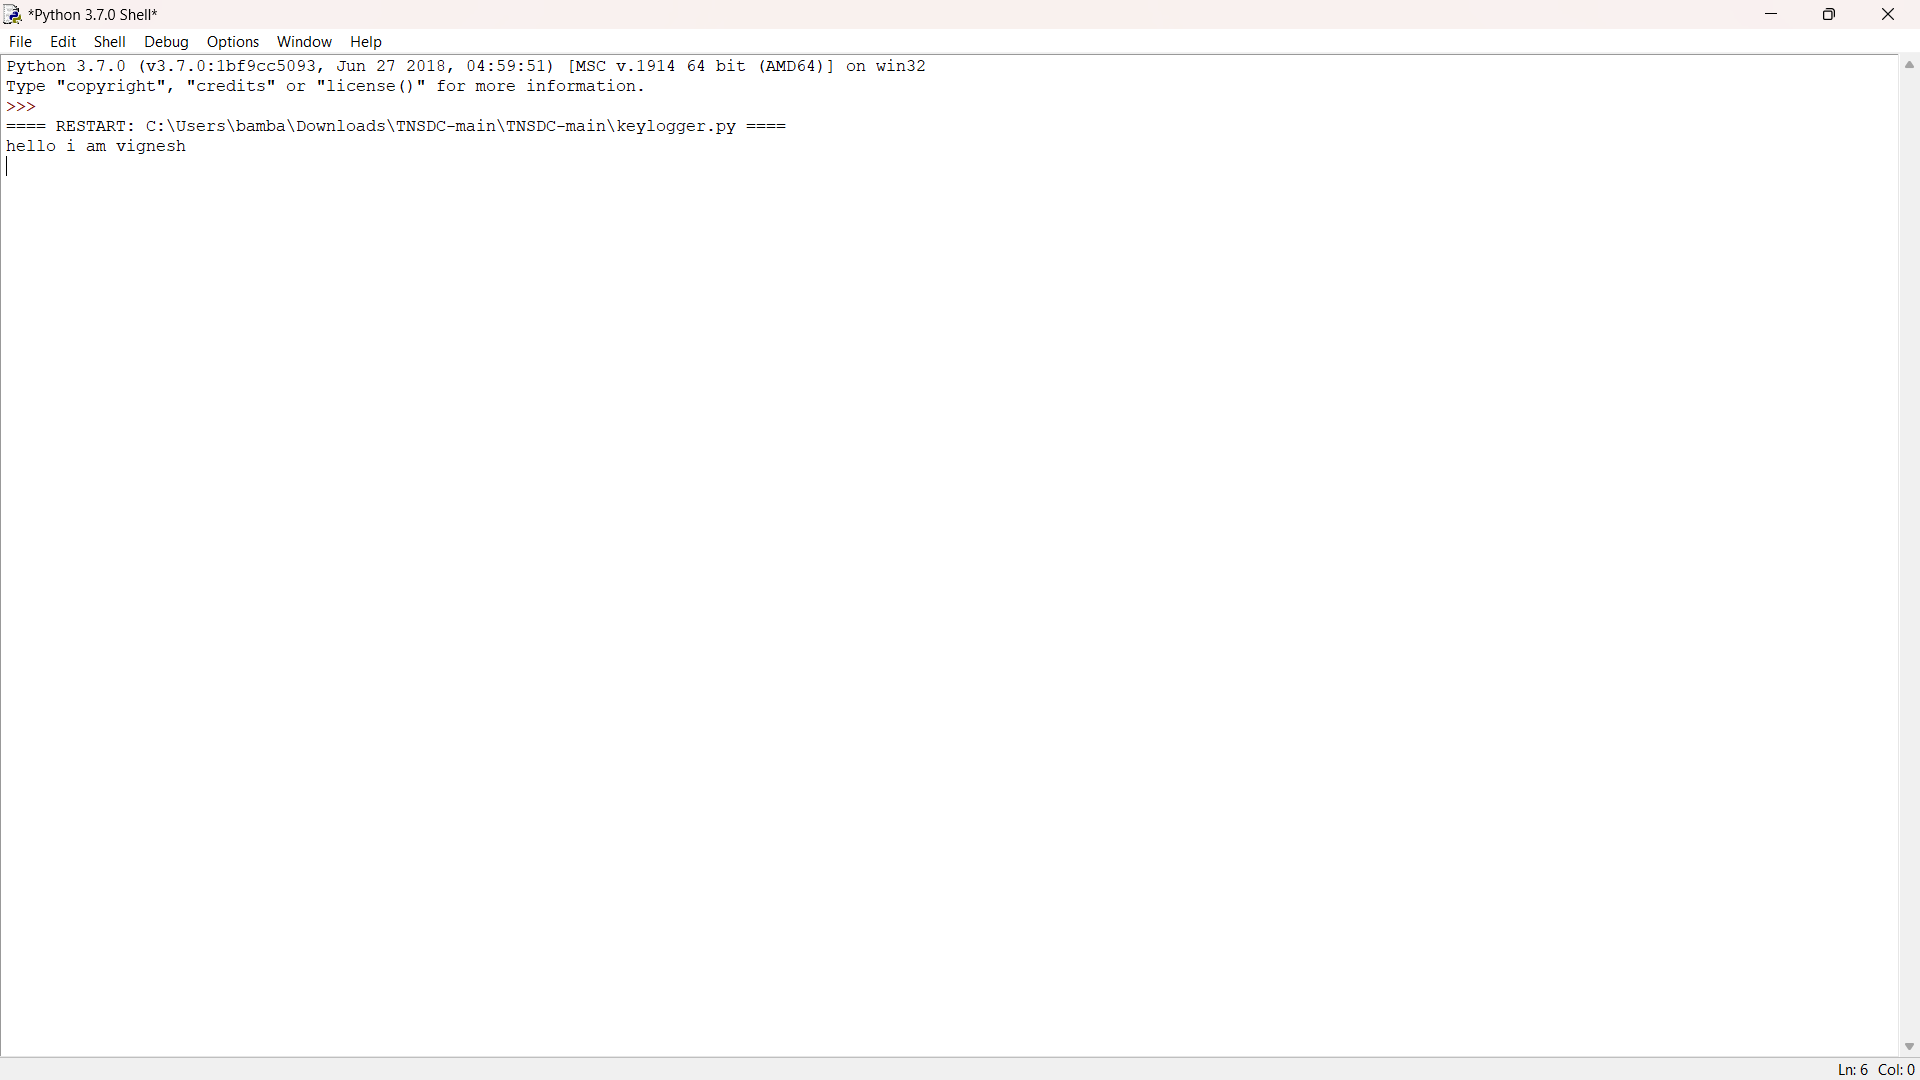 *Python 3.7.0 Shell*
File Edit Shell Debug Options Window Help
Python 3.7.0 (v3.7.0:1bf9cc5093, Jun 27 2018, 04:59:51) [MSC v.1914 64 bit (AMD64)] on win32
Type "copyright", "credits" or "license()" for more information.
>>>
==== RESTART: C:\Users\bamba\Downloads\TNSDC-main\TNSDC-main\keylogger.py ====
hello i am vignesh
Ln: 6 Col: 0